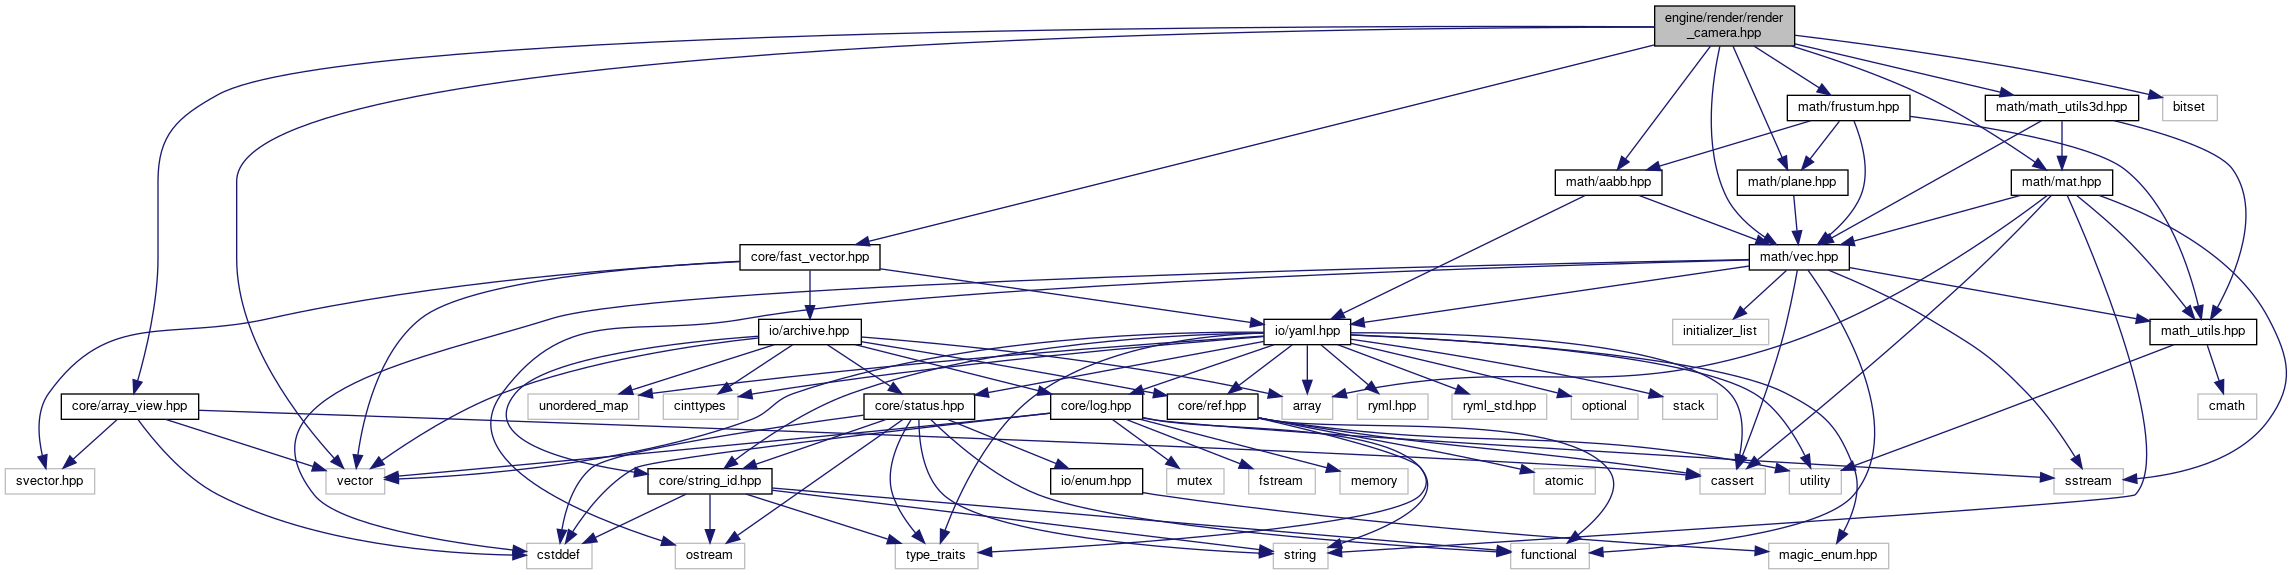 engine/render/render
_camera.hpp
math/frustum.hpp
math/math_utils3d.hpp
bitset
math/aabb.hpp
math/plane.hpp
math/mat.hpp
core/fast_vector.hpp
math/vec.hpp
io/archive.hpp
io/yaml.hpp
initializer_list
math_utils.hpp
core/array_view.hpp
unordered_map
cinttypes
core/status.hpp
core/log.hpp
core/ref.hpp
array
ryml.hpp
ryml_std.hpp
optional
stack
cmath
svector.hpp
vector
core/string_id.hpp
io/enum.hpp
mutex
fstream
memory
atomic
cassert
utility
sstream
cstddef
ostream
type_traits
string
functional
magic_enum.hpp